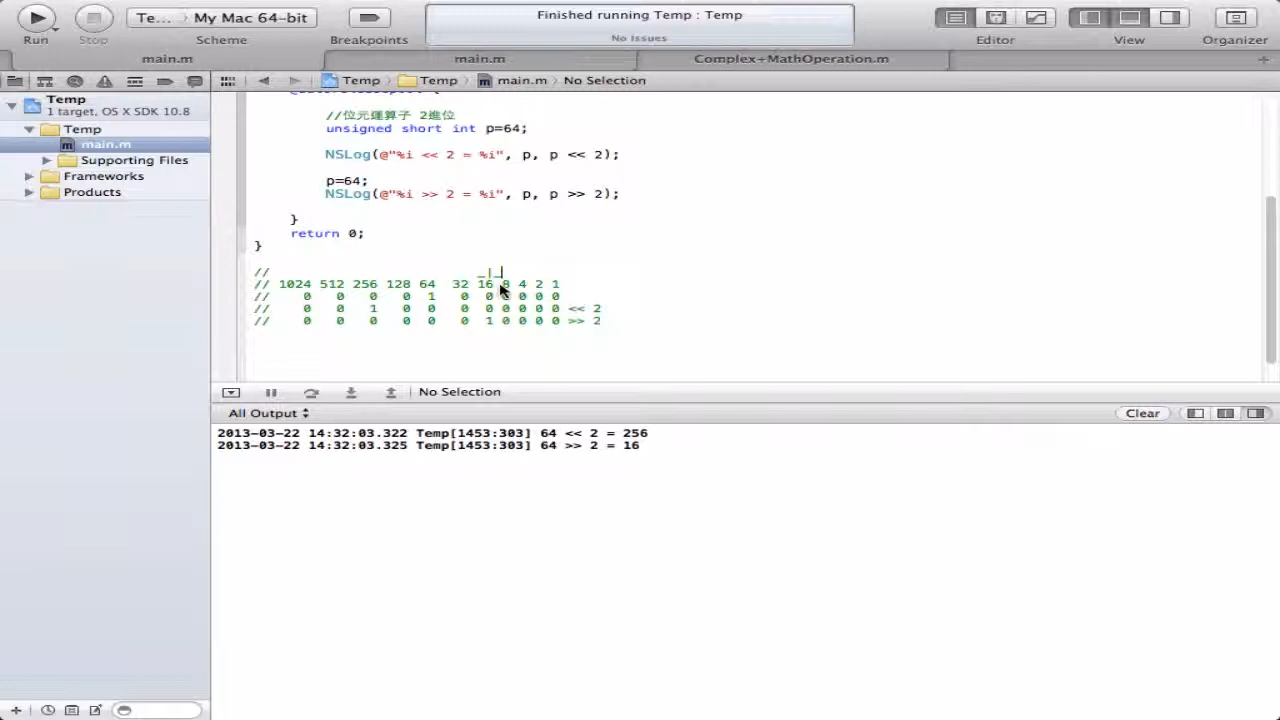 Te... My Mac 64-bit
Finished running Temp : Temp
No Issues
Run Stop Scheme Breakpoints Editor View Organizer
main.m main.m Complex+MathOperation.m
Temp Temp main.m No Selection
Temp
1 target, OS X SDK 10.8
Temp
main.m
Supporting Files
Frameworks
Products
//位元運算子 2進位
unsigned short int p=64;
NSLog(@"%i << 2 = %i", p, p << 2);
p=64;
NSLog(@"%i >> 2 = %i", p, p >> 2);
}
return 0;
}
// _|_
// 1024 512 256 128 64 32 16 8 4 2 1
// 0 0 0 0 1 0 0 0 0 0 0
// 0 0 1 0 0 0 0 0 0 0 0 << 2
// 0 0 0 0 0 0 1 0 0 0 0 >> 2
No Selection
All Output Clear
2013-03-22 14:32:03.322 Temp[1453:303] 64 << 2 = 256
2013-03-22 14:32:03.325 Temp[1453:303] 64 >> 2 = 16